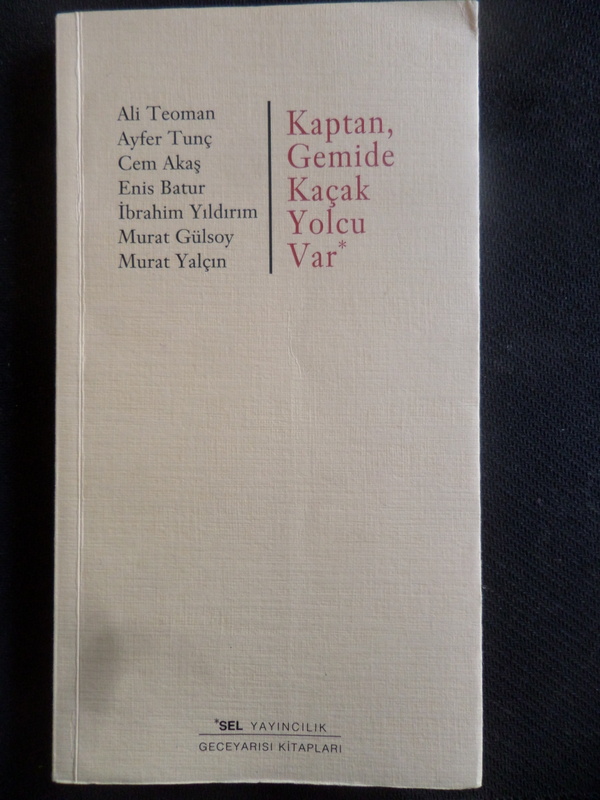 Ali Teoman
Ayfer Tunç
Cem Akaş
Enis Batur
İbrahim Yıldırım
Murat Gülsoy
Murat Yalçın
Kaptan,
Gemide
Kaçak
Yolcu
Var*
*SEL YAYINCILIK
GECEYARISI KİTAPLARI